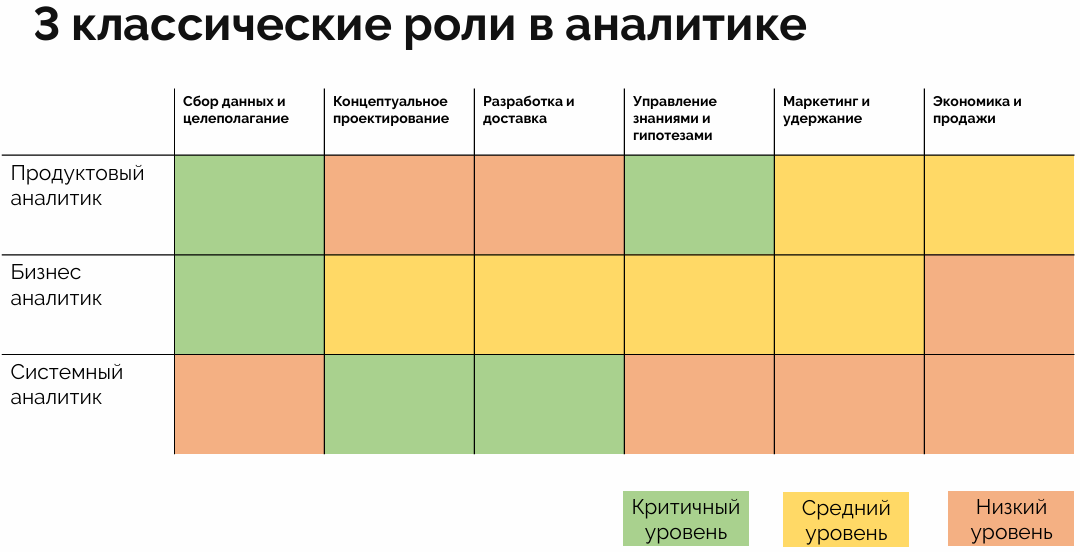 3 классические роли в аналитике
Сбор данных и
целеполагание
Концептуальное
проектирование
Разработка и
доставка
Управление
знаниями и
гипотезами
Маркетинг и
удержание
Экономика и
продажи
Продуктовый
аналитик
Бизнес
аналитик
Системный
аналитик
Критичный
уровень
Средний
уровень
Низкий
уровень